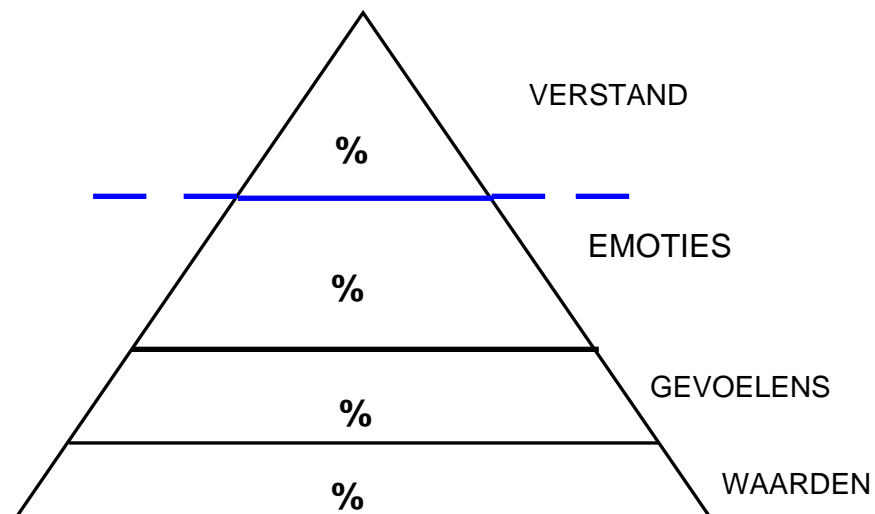 VERSTAND
%
EMOTIES
%
GEVOELENS
%
WAARDEN
%